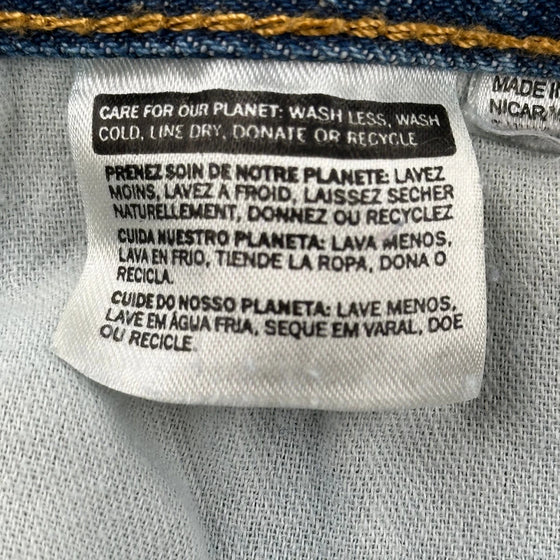 CARE FOR OUR PLANET: WASH LESS, WASH
COLD, LINE DRY, DONATE OR RECYCLE
PRENEZ SOIN DE NOTRE PLANETE: LAVEZ
MOINS, LAVEZ À FROID, LAISSEZ SECHER
NATURELLEMENT, DONNEZ OU RECYCLEZ
CUIDA NUESTRO PLANETA: LAVA MENOS,
LAVA EN FRIO, TIENDE LA ROPA, DONA O
RECICLA.
CUIDE DO NOSSO PLANETA: LAVE MENOS,
LAVE EM ÁGUA FRIA, SEQUE EM VARAL, DOE
OU RECICLE.
MADE